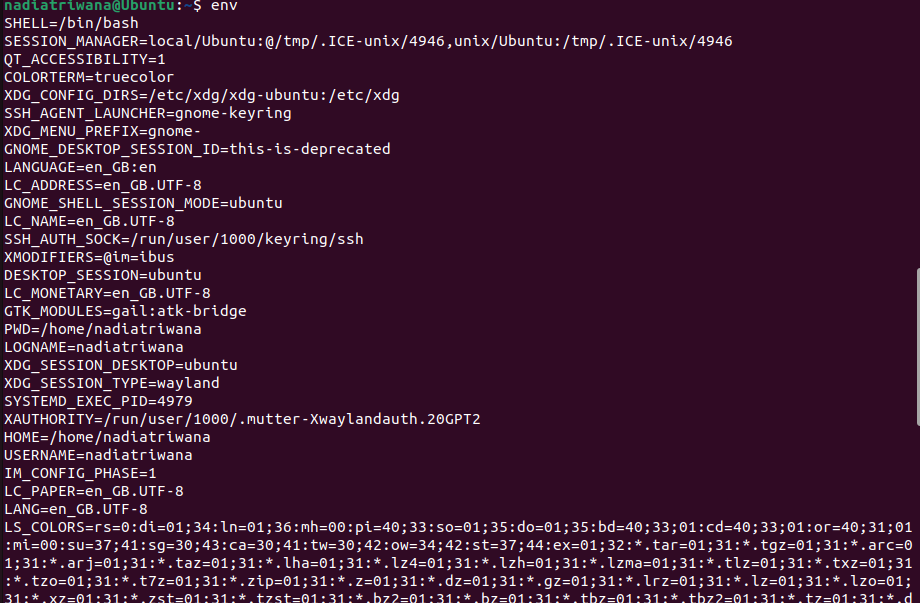 nadiatriwana@Ubuntu:~$ env
SHELL=/bin/bash
SESSION_MANAGER=local/Ubuntu:@/tmp/.ICE-unix/4946,unix/Ubuntu:/tmp/.ICE-unix/4946
QT_ACCESSIBILITY=1
COLORTERM=truecolor
XDG_CONFIG_DIRS=/etc/xdg/xdg-ubuntu:/etc/xdg
SSH_AGENT_LAUNCHER=gnome-keyring
XDG_MENU_PREFIX=gnome-
GNOME_DESKTOP_SESSION_ID=this-is-deprecated
LANGUAGE=en_GB:en
LC_ADDRESS=en_GB.UTF-8
GNOME_SHELL_SESSION_MODE=ubuntu
LC_NAME=en_GB.UTF-8
SSH_AUTH_SOCK=/run/user/1000/keyring/ssh
XMODIFIERS=@im=ibus
DESKTOP_SESSION=ubuntu
LC_MONETARY=en_GB.UTF-8
GTK_MODULES=gail:atk-bridge
PWD=/home/nadiatriwana
LOGNAME=nadiatriwana
XDG_SESSION_DESKTOP=ubuntu
XDG_SESSION_TYPE=wayland
SYSTEMD_EXEC_PID=4979
XAUTHORITY=/run/user/1000/.mutter-Xwaylandauth.20GPT2
HOME=/home/nadiatriwana
USERNAME=nadiatriwana
IM_CONFIG_PHASE=1
LC_PAPER=en_GB.UTF-8
LANG=en_GB.UTF-8
LS_COLORS=rs=0:di=01;34:ln=01;36:mh=00:pi=40;33:so=01;35:do=01;35:bd=40;33;01:cd=40;33;01:or=40;31;01
:mi=00:su=37;41:sg=30;43:ca=30;41:tw=30;42:ow=34;42:st=37;44:ex=01;32:*.tar=01;31:*.tgz=01;31:*.arc=0
1;31:*.arj=01;31:*.taz=01;31:*.lha=01;31:*.lz4=01;31:*.lzh=01;31:*.lzma=01;31:*.tlz=01;31:*.txz=01;31
:*.tzo=01;31:*.t7z=01;31:*.zip=01;31:*.z=01;31:*.dz=01;31:*.gz=01;31:*.lrz=01;31:*.lz=01;31:*.lzo=01;
31:*.xz=01;31:*.zst=01;31:*.tzst=01;31:*.bz2=01;31:*.bz=01;31:*.tbz=01;31:*.tbz2=01;31:*.tz=01;31:*.d